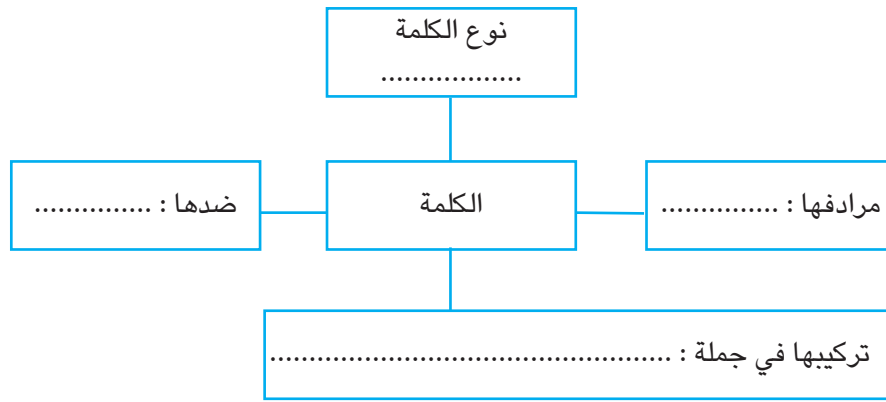 نوع الكلمة
..................
مرادفها : ...............
الكلمة
ضدها : ...............
تركيبها في جملة : ...................................................